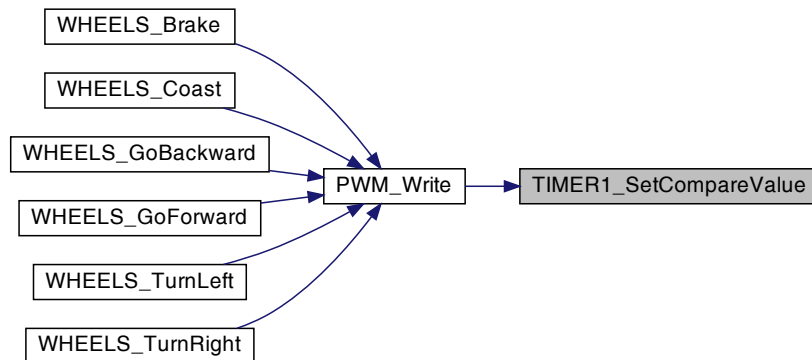 WHEELS_Brake
WHEELS_Coast
WHEELS_GoBackward
WHEELS_GoForward
WHEELS_TurnLeft
WHEELS_TurnRight
PWM_Write
TIMER1_SetCompareValue